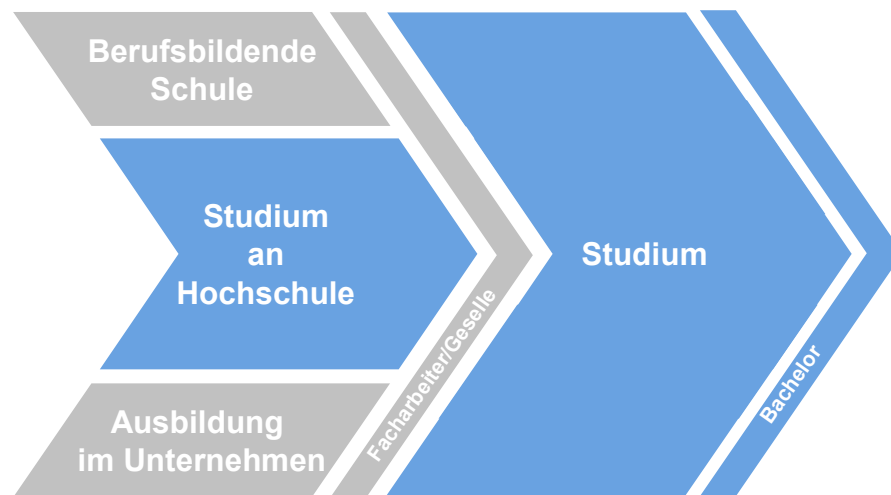 Berufsbildende
Schule
Studium
an
Hochschule
Ausbildung
im Unternehmen
Facharbeiter/Geselle
Studium
Bachelor